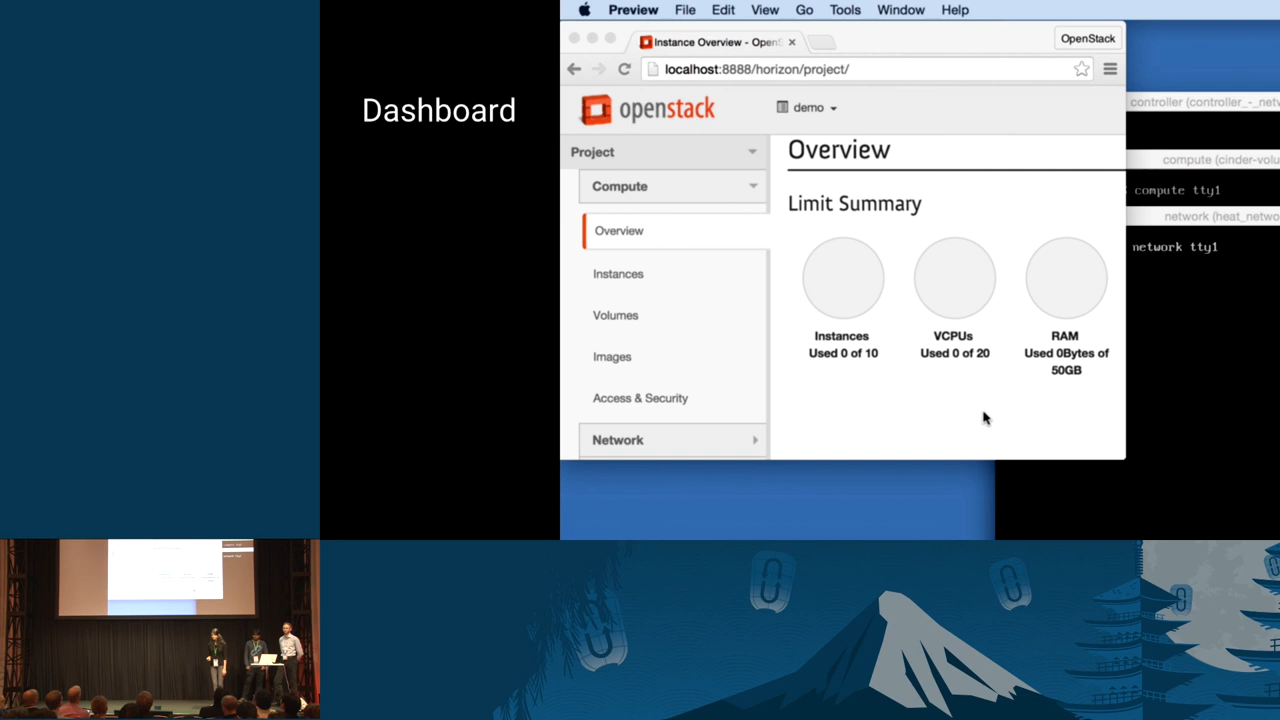 Dashboard
Preview File Edit View Go Tools Window Help
Instance Overview - OpenS
OpenStack
localhost:8888/horizon/project/
openstack
demo
Project
Compute
Overview
Instances
Volumes
Images
Access & Security
Network
Overview
Limit Summary
Instances
Used 0 of 10
VCPUs
Used 0 of 20
RAM
Used 0Bytes of
50GB
controller (controller_-_netw
compute (cinder-volu
compute tty1
network (heat_netwo
network tty1